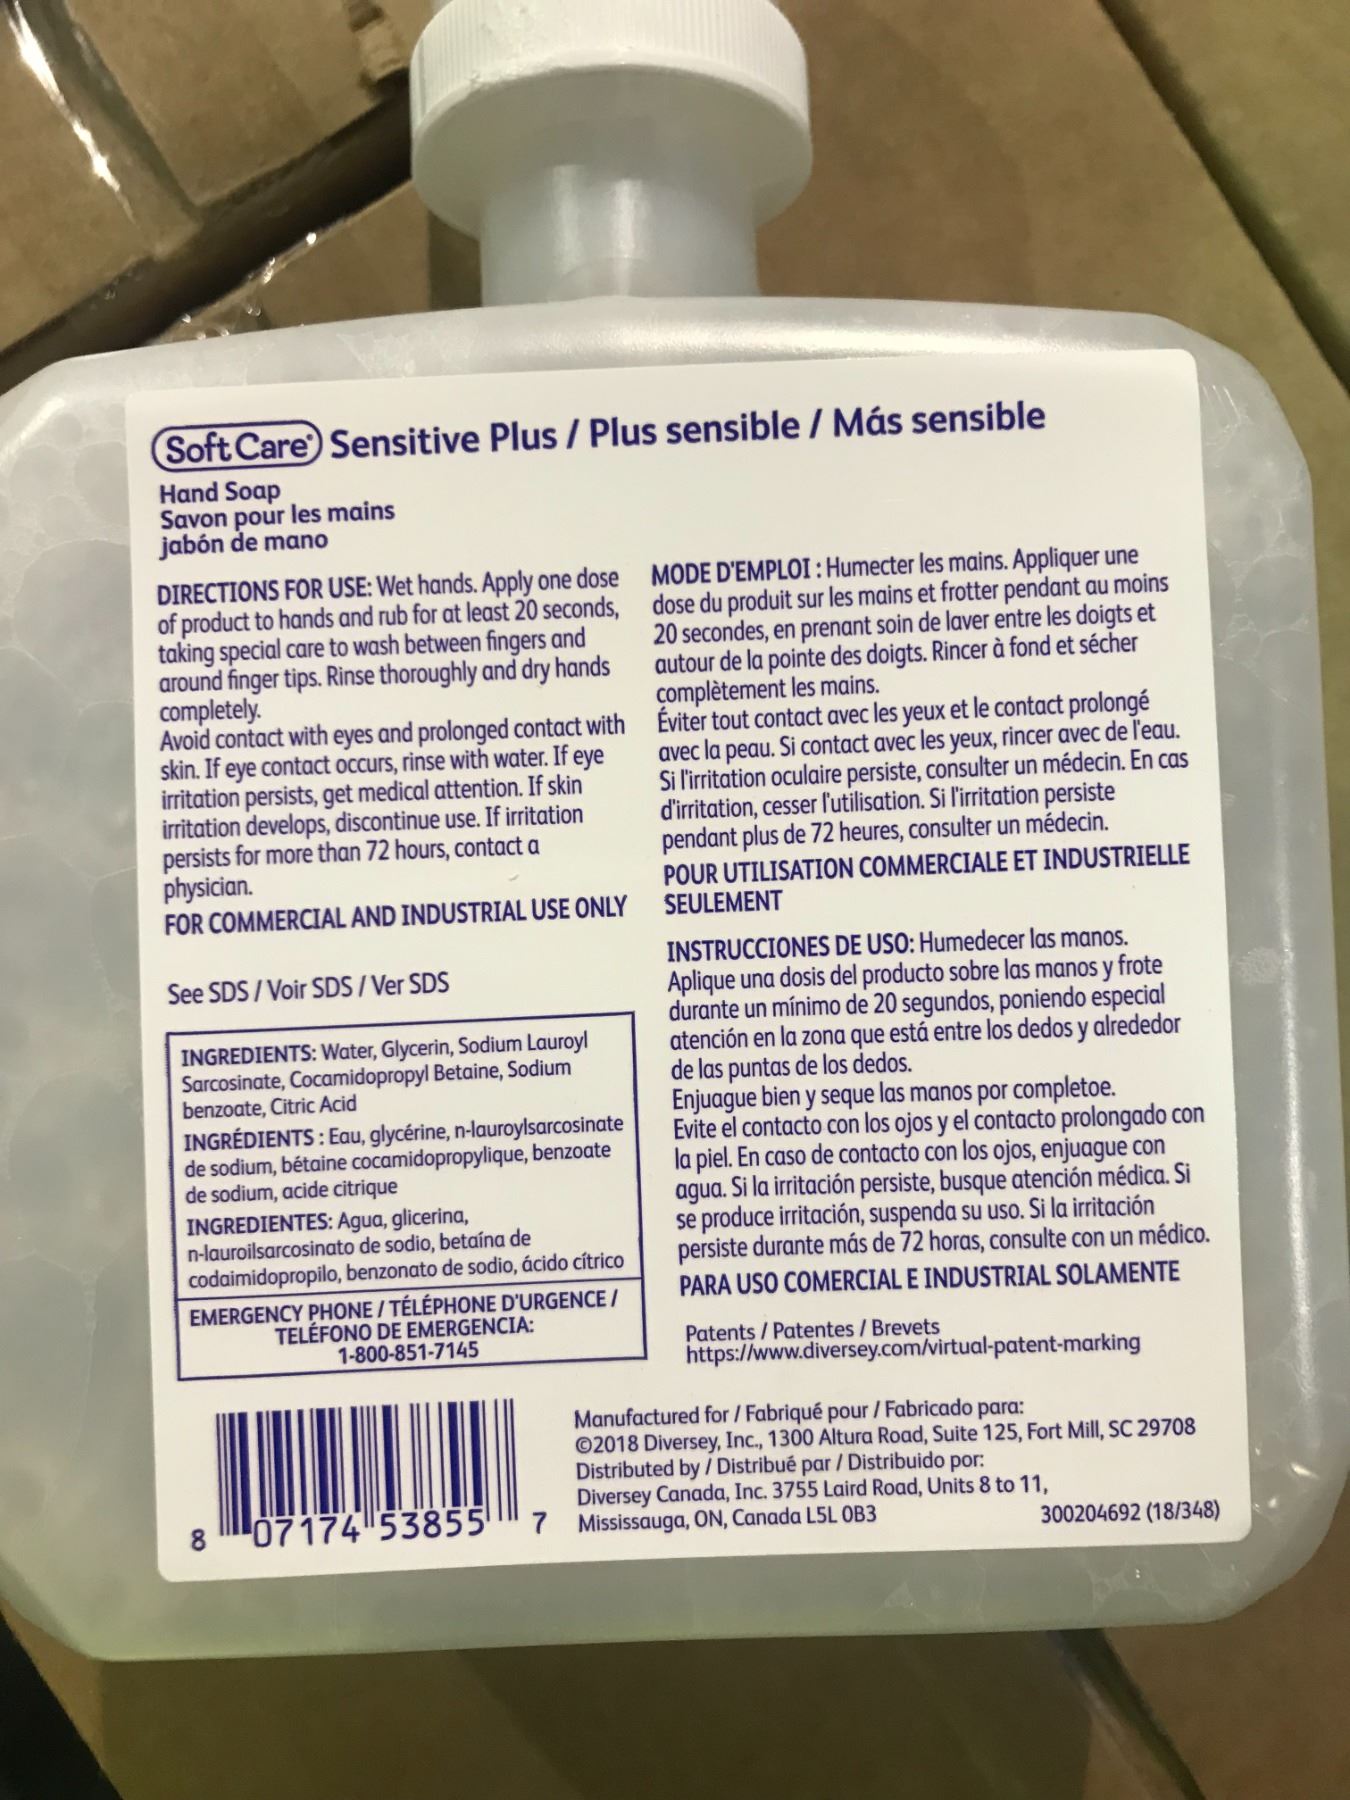 SoftCare® Sensitive Plus / Plus sensible / Más sensible
Hand Soap
Savon pour les mains
jabón de mano
DIRECTIONS FOR USE: Wet hands. Apply one dose
of product to hands and rub for at least 20 seconds,
taking special care to wash between fingers and
around finger tips. Rinse thoroughly and dry hands
completely.
Avoid contact with eyes and prolonged contact with
skin. If eye contact occurs, rinse with water. If eye
irritation persists, get medical attention. If skin
irritation develops, discontinue use. If irritation
persists for more than 72 hours, contact a
physician.
FOR COMMERCIAL AND INDUSTRIAL USE ONLY
See SDS / Voir SDS / Ver SDS
INGREDIENTS: Water, Glycerin, Sodium Lauroyl
Sarcosinate, Cocamidopropyl Betaine, Sodium
benzoate, Citric Acid
INGRÉDIENTS : Eau, glycérine, n-lauroylsarcosinate
de sodium, bétaine cocamidopropylique, benzoate
de sodium, acide citrique
INGREDIENTES: Agua, glicerina,
n-lauroilsarcosinato de sodio, betaína de
codaimidopropilo, benzonato de sodio, ácido cítrico
EMERGENCY PHONE / TÉLÉPHONE D'URGENCE /
TELÉFONO DE EMERGENCIA:
1-800-851-7145
MODE D'EMPLOI : Humecter les mains. Appliquer une
dose du produit sur les mains et frotter pendant au moins
20 secondes, en prenant soin de laver entre les doigts et
autour de la pointe des doigts. Rincer à fond et sécher
complètement les mains.
Éviter tout contact avec les yeux et le contact prolongé
avec la peau. Si contact avec les yeux, rincer avec de l'eau.
Si l'irritation oculaire persiste, consulter un médecin. En cas
d'irritation, cesser l'utilisation. Si l'irritation persiste
pendant plus de 72 heures, consulter un médecin.
POUR UTILISATION COMMERCIALE ET INDUSTRIELLE
SEULEMENT
INSTRUCCIONES DE USO: Humedecer las manos.
Aplique una dosis del producto sobre las manos y frote
durante un mínimo de 20 segundos, poniendo especial
atención en la zona que está entre los dedos y alrededor
de las puntas de los dedos.
Enjuague bien y seque las manos por completoe.
Evite el contacto con los ojos y el contacto prolongado con
la piel. En caso de contacto con los ojos, enjuague con
agua. Si la irritación persiste, busque atención médica. Si
se produce irritación, suspenda su uso. Si la irritación
persiste durante más de 72 horas, consulte con un médico.
PARA USO COMERCIAL E INDUSTRIAL SOLAMENTE
Patents / Patentes / Brevets
https://www.diversey.com/virtual-patent-marking
8 07174 53855 7
Manufactured for / Fabriqué pour / Fabricado para:
©2018 Diversey, Inc., 1300 Altura Road, Suite 125, Fort Mill, SC 29708
Distributed by / Distribué par / Distribuido por:
Diversey Canada, Inc. 3755 Laird Road, Units 8 to 11,
Mississauga, ON, Canada L5L 0B3
300204692 (18/348)